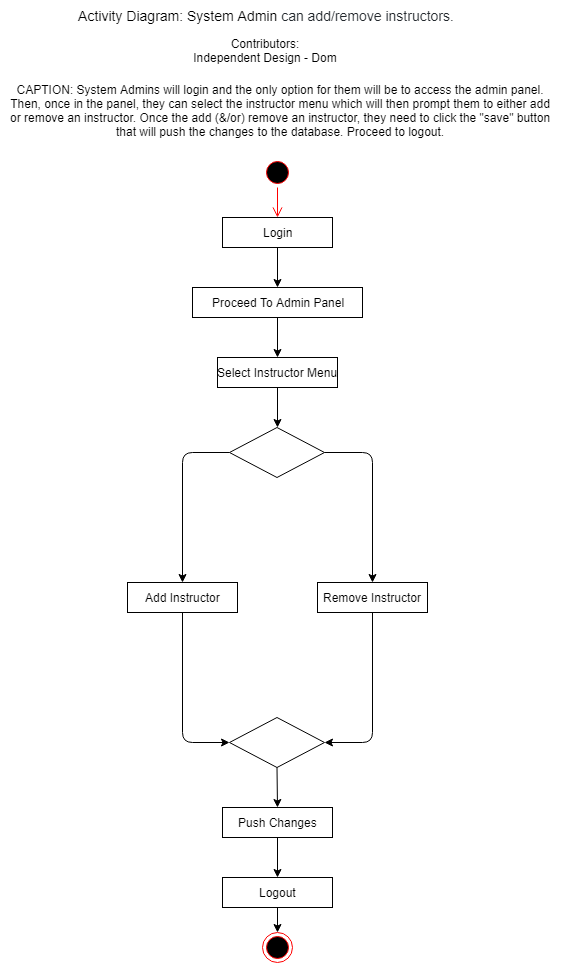 Activity Diagram: System Admin can add/remove instructors.
Contributors:
Independent Design - Dom
CAPTION: System Admins will login and the only option for them will be to access the admin panel.
Then, once in the panel, they can select the instructor menu which will then prompt them to either add
or remove an instructor. Once the add (&/or) remove an instructor, they need to click the "save" button
that will push the changes to the database. Proceed to logout.
Login
Proceed To Admin Panel
Select Instructor Menu
Add Instructor
Remove Instructor
Push Changes
Logout